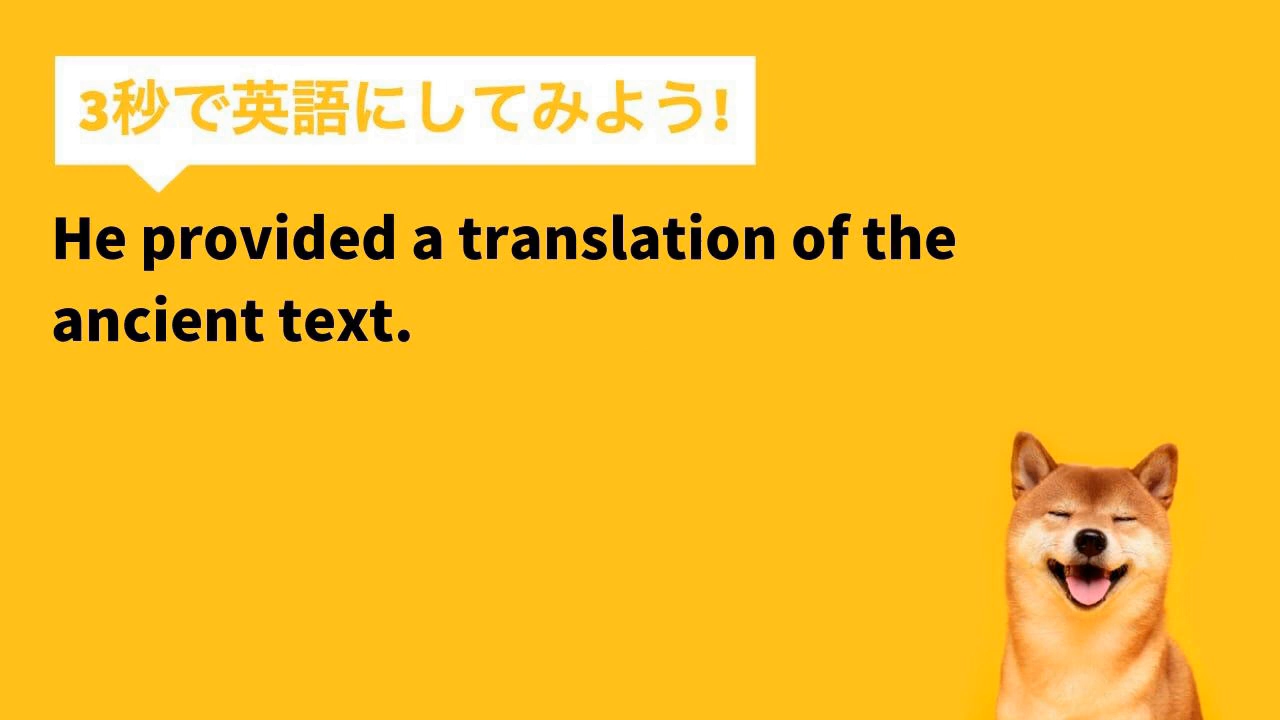 3秒で英語にしてみよう!
He provided a translation of the
ancient text.